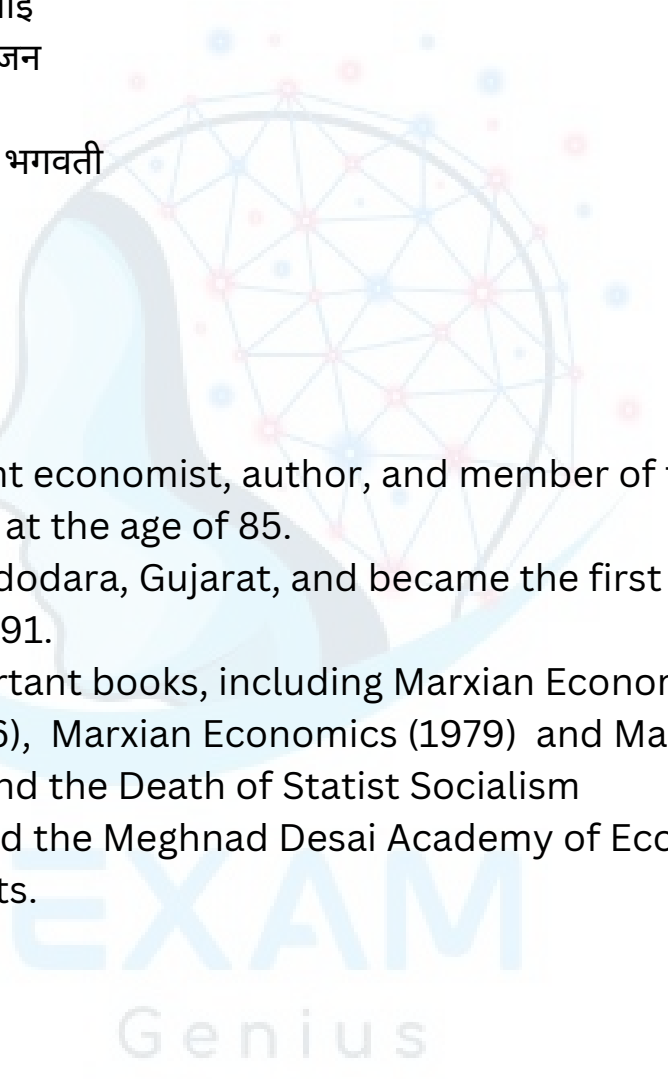 जन
भगवती
nt economist, author, and member of
at the age of 85.
dodara, Gujarat, and became the first
91.
rtant books, including Marxian Econo
6), Marxian Economics (1979) and Ma
nd the Death of Statist Socialism
d the Meghnad Desai Academy of Eco
ts.
EXAM
Genius